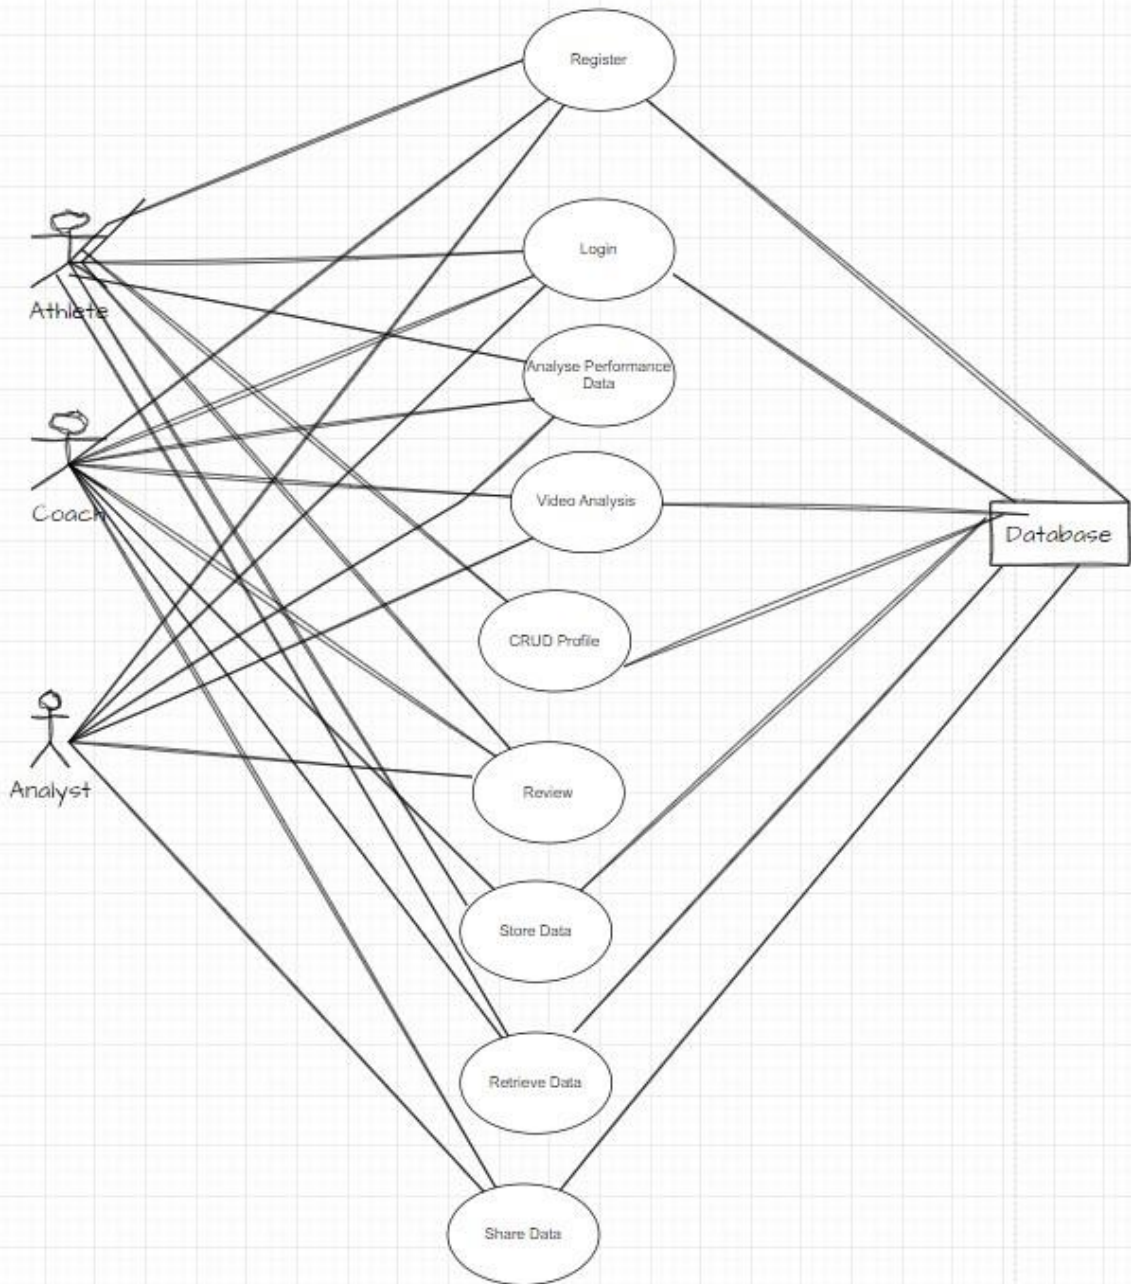 Register
Login
Athlete
Analyse Performance
Data
Video Analysis
Coach
Database
CRUD Profile
Analyst
Review
Store Data
Retrieve Data
Share Data